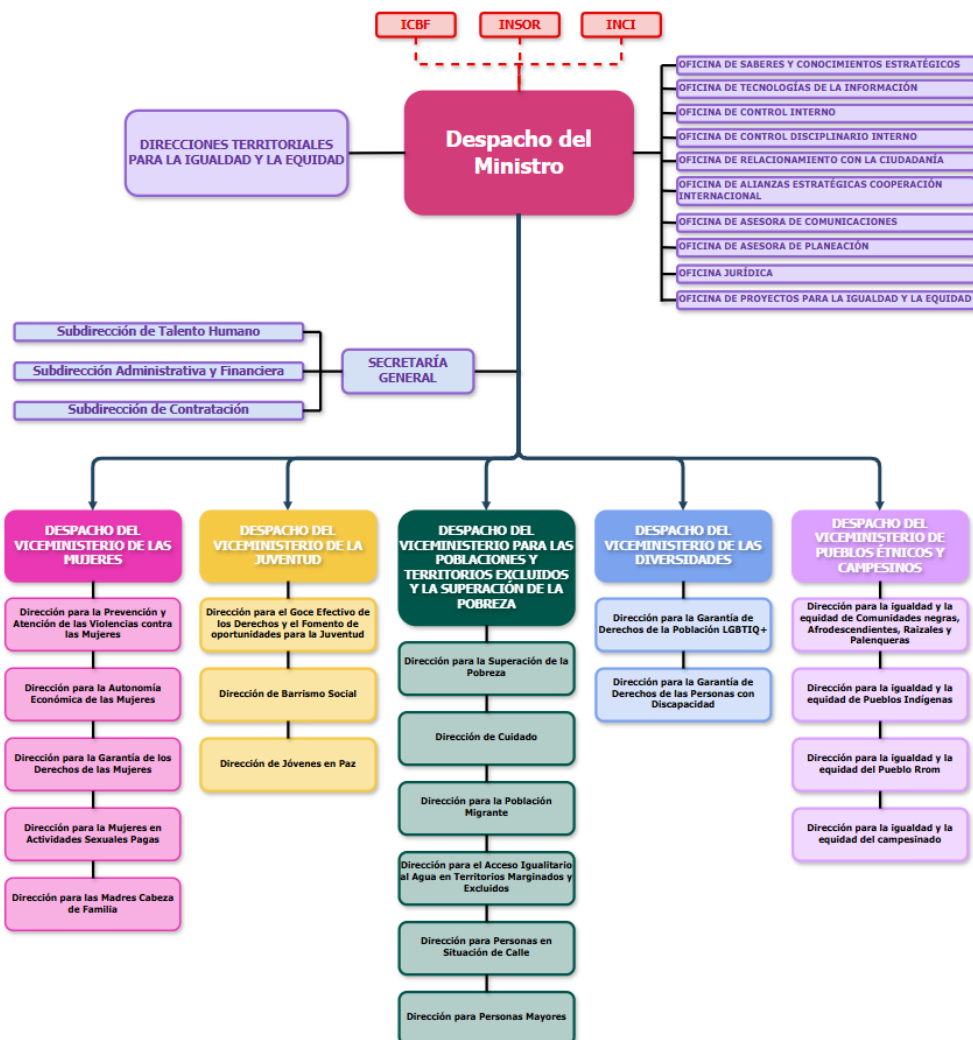 ICBF
INSOR
INCI
OFICINA DE SABERES Y CONOCIMIENTOS ESTRATÉGICOS
OFICINA DE TECNOLOGÍAS DE LA INFORMACIÓN
OFICINA DE CONTROL INTERNO
OFICINA DE CONTROL DISCIPLINARIO INTERNO
OFICINA DE RELACIONAMIENTO CON LA CIUDADANÍA
OFICINA DE ALIANZAS ESTRATÉGICAS COOPERACIÓN
INTERNACIONAL
OFICINA DE ASESORA DE COMUNICACIONES
OFICINA DE ASESORA DE PLANEACIÓN
OFICINA JURÍDICA
OFICINA DE PROYECTOS PARA LA IGUALDAD Y LA EQUIDAD
Despacho del
Ministro
DIRECCIONES TERRITORIALES
PARA LA IGUALDAD Y LA EQUIDAD
Subdirección de Talento Humano
Subdirección Administrativa y Financiera
Subdirección de Contratación
SECRETARÍA
GENERAL
DESPACHO DEL
VICEMINISTERIO DE LAS
MUJERES
Dirección para la Prevención y
Atención de las Violencias contra
las Mujeres
Dirección para la Autonomía
Económica de las Mujeres
Dirección para la Garantía de los
Derechos de las Mujeres
Dirección para la Mujeres en
Actividades Sexuales Pagas
Dirección para las Madres Cabeza
de Familia
DESPACHO DEL
VICEMINISTERIO DE LA
JUVENTUD
Dirección para el Goce Efectivo de
los Derechos y el Fomento de
oportunidades para la Juventud
Dirección de Barrismo Social
Dirección de Jóvenes en Paz
DESPACHO DEL
VICEMINISTERIO PARA LAS
POBLACIONES Y
TERRITORIOS EXCLUIDOS
Y LA SUPERACIÓN DE LA
POBREZA
Dirección para la Superación de la
Pobreza
Dirección de Cuidado
Dirección para la Población
Migrante
Dirección para el Acceso Igualitario
al Agua en Territorios Marginados y
Excluidos
Dirección para Personas en
Situación de Calle
Dirección para Personas Mayores
DESPACHO DEL
VICEMINISTERIO DE LAS
DIVERSIDADES
Dirección para la Garantía de
Derechos de la Población LGBTIQ+
Dirección para la Garantía de
Derechos de las Personas con
Discapacidad
DESPACHO DEL
VICEMINISTERIO DE
PUEBLOS ÉTNICOS Y
CAMPESINOS
Dirección para la igualdad y la
equidad de Comunidades negras,
Afrodescendientes, Raizales y
Palenqueras
Dirección para la igualdad y la
equidad de Pueblos Indígenas
Dirección para la igualdad y la
equidad del Pueblo Rrom
Dirección para la igualdad y la
equidad del campesinado